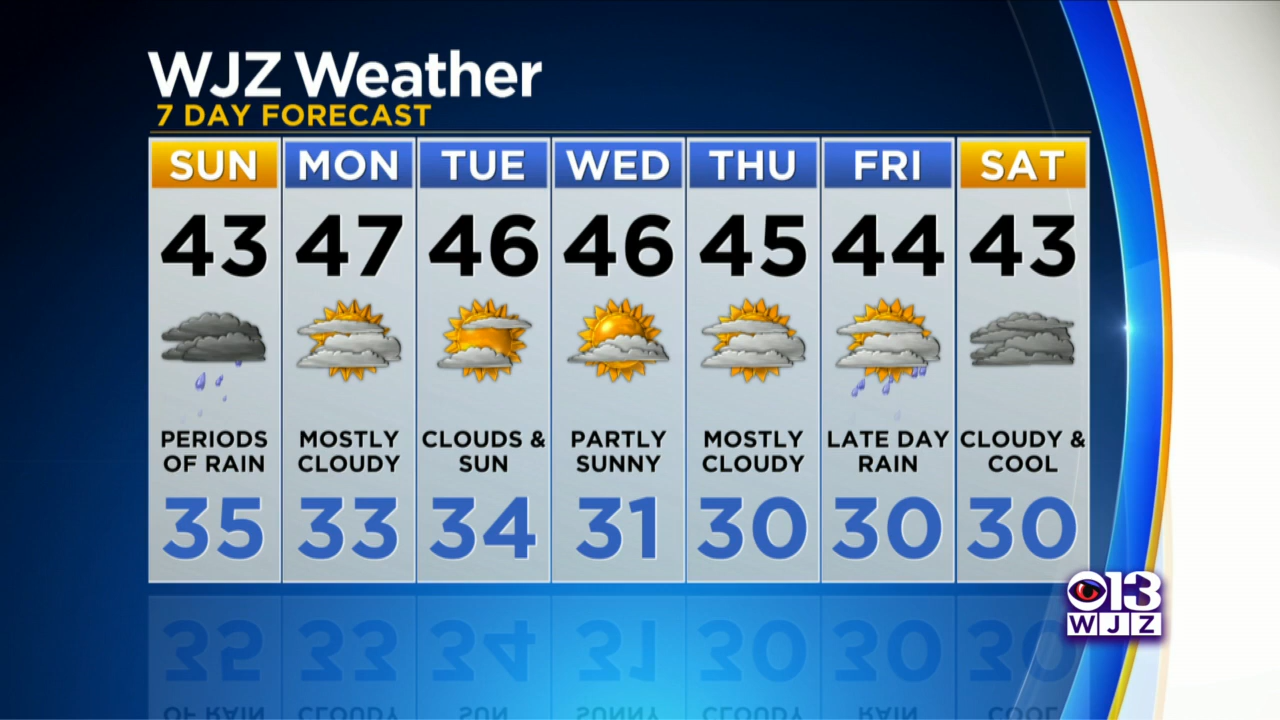 WJZ Weather
7 DAY FORECAST
SUN MON TUE WED THU FRI SAT
43 47 46 46 45 44 43
PERIODS MOSTLY CLOUDS & PARTLY MOSTLY LATE DAY CLOUDY &
OF RAIN CLOUDY SUN SUNNY CLOUDY RAIN COOL
35 33 34 31 30 30 30
13
WJZ